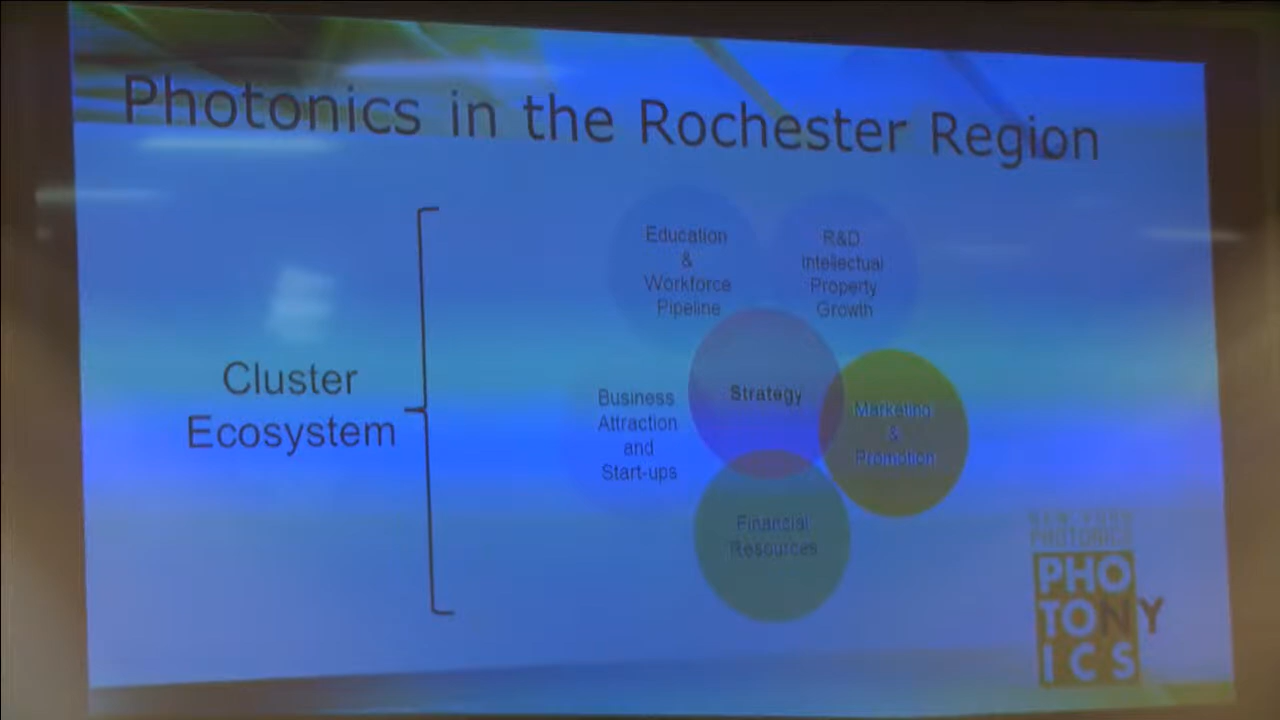 Photonics in the Rochester Region
Education
&
Workforce
Pipeline
R&D
Intellectual
Property
Growth
Cluster
Ecosystem
Business
Attraction
and
Start-ups
Strategy
Marketing
&
Promotion
Financial
Resources
NEW YORK
PHOTONICS
PHO
TONY
ICS